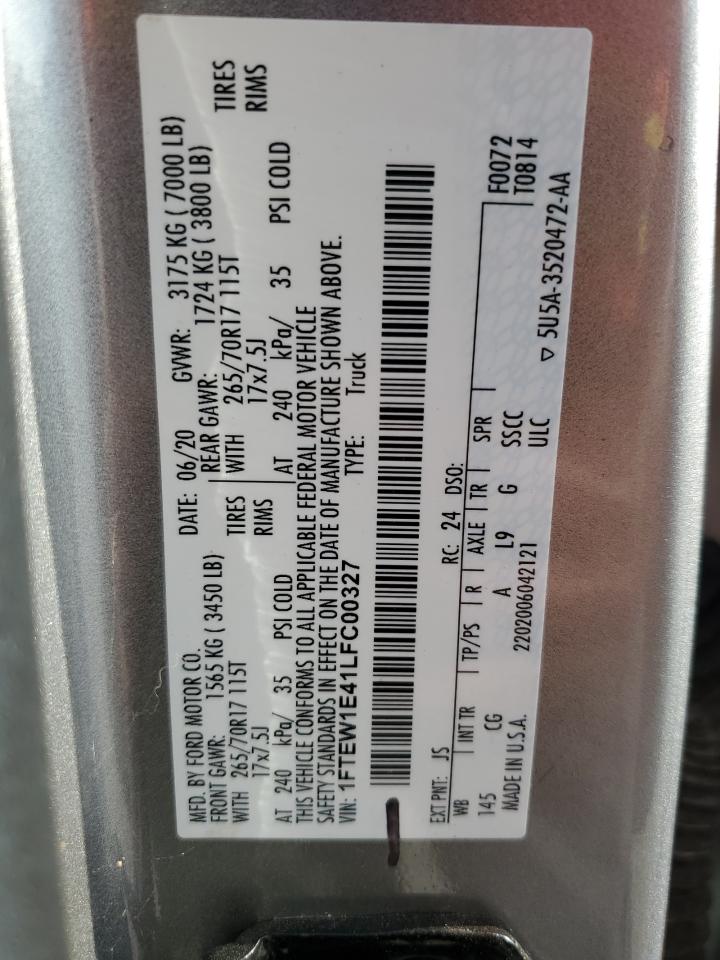 MFD. BY FORD MOTOR CO.
DATE: 06/20 GVWR: 3175 KG ( 7000 LB)
FRONT GAWR: 1565 KG ( 3450 LB) REAR GAWR: 1724 KG ( 3800 LB)
WITH 265/70R17 115T TIRES WITH 265/70R17 115T TIRES
17x7.5J RIMS 17x7.5J RIMS
AT 240 kPa/ 35 PSI COLD AT 240 kPa/ 35 PSI COLD
THIS VEHICLE CONFORMS TO ALL APPLICABLE FEDERAL MOTOR VEHICLE
SAFETY STANDARDS IN EFFECT ON THE DATE OF MANUFACTURE SHOWN ABOVE.
VIN: 1FTEW1E41LFC00327 TYPE: Truck
EXT PNT: JS RC: 24 DSO: F0072
T0814
WB INT TR TP/PS R AXLE TR SPR
145 CG A L9 G SSCC
MADE IN U.S.A. 2202006042121 ULC ▽ 5U5A-3520472-AA